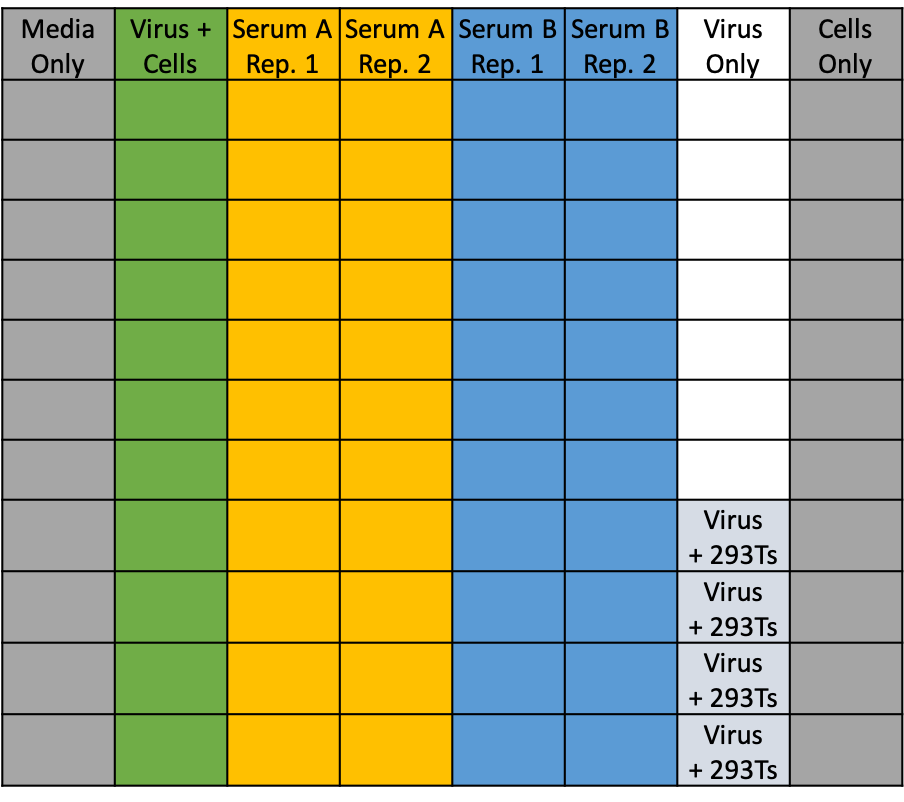 Media
Only
Virus +
Cells
Serum A
Rep. 1
Serum A
Rep. 2
Serum B
Rep. 1
Serum B
Rep. 2
Virus
Only
Cells
Only
Virus
+ 293Ts
Virus
+ 293Ts
Virus
+ 293Ts
Virus
+ 293Ts